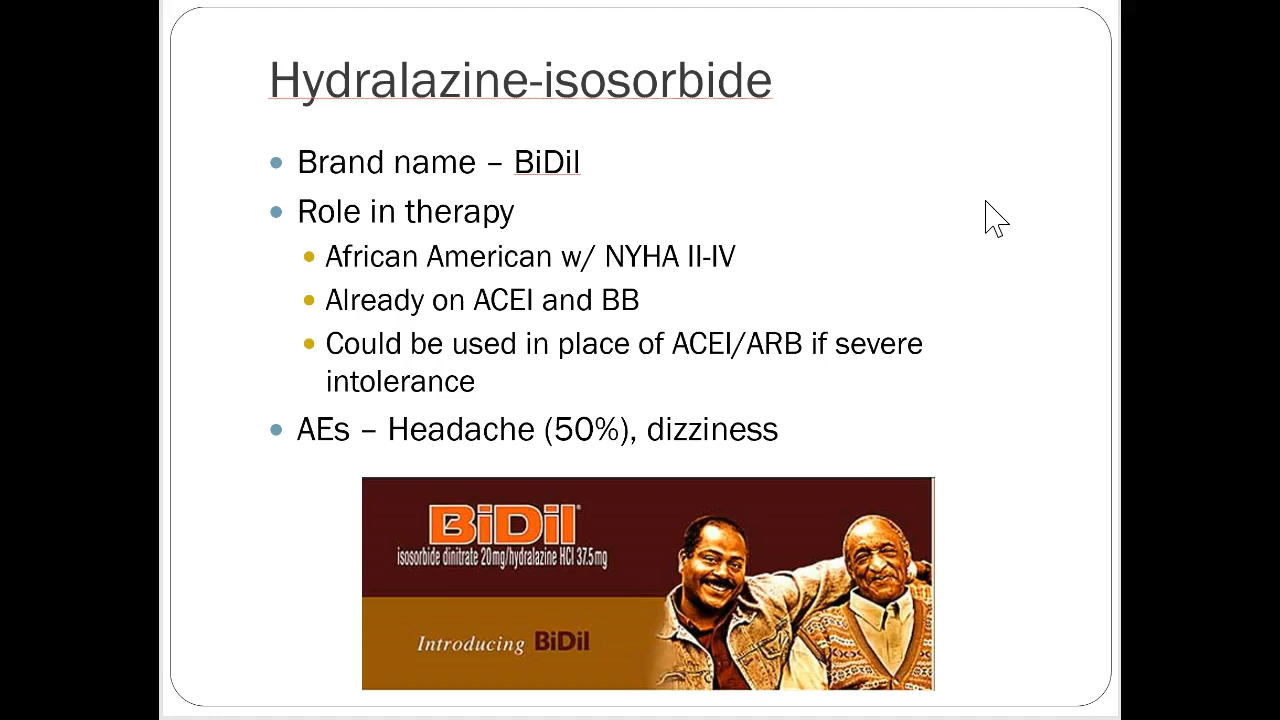 Hydralazine-isosorbide
• Brand name – BiDil
• Role in therapy
• African American w/ NYHA II-IV
• Already on ACEI and BB
• Could be used in place of ACEI/ARB if severe
intolerance
• AEs – Headache (50%), dizziness
BiDil®
isosorbide dinitrate 20mg/hydralazine HCl 37.5mg
Introducing BiDil